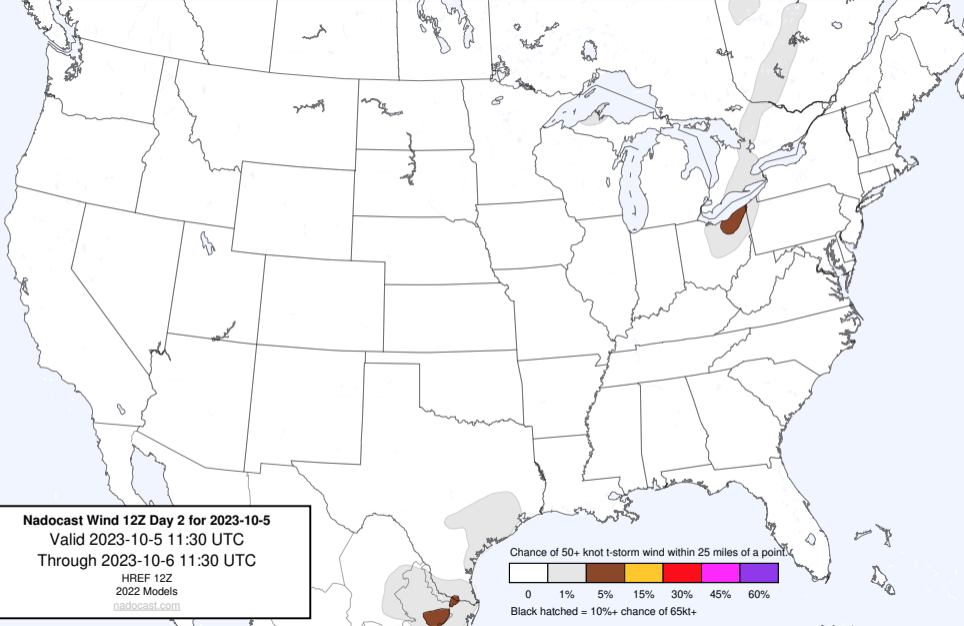 Nadocast Wind 12Z Day 2 for 2023-10-5
Valid 2023-10-5 11:30 UTC
Through 2023-10-6 11:30 UTC
HREF 12Z
2022 Models
nadocast.com
Chance of 50+ knot t-storm wind within 25 miles of a point.
0 1% 5% 15% 30% 45% 60%
Black hatched = 10%+ chance of 65kt+